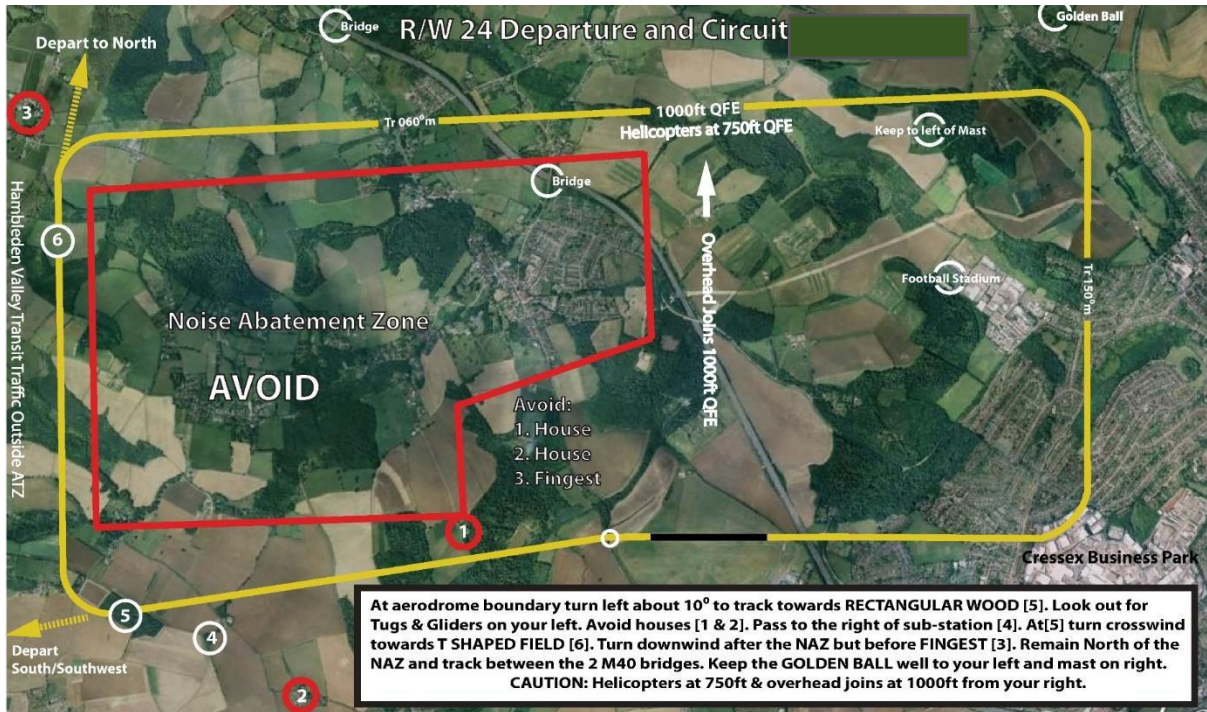 R/W 24 Departure and Circuit
Bridge
Golden Ball
Depart to North
3
1000ft QFE
Helicopters at 750ft QFE
Tr 060⁰m
Keep to left of Mast
Bridge
6
Hambleden Valley Transit Traffic Outside ATZ
Overhead Joins 1000ft QFE
Football Stadium
Tr 150⁰m
Noise Abatement Zone
AVOID
Avoid:
1. House
2. House
3. Fingest
1
Cressex Business Park
5
4
Depart
South/Southwest
2
At aerodrome boundary turn left about 10⁰ to track towards RECTANGULAR WOOD [5]. Look out for
Tugs & Gliders on your left. Avoid houses [1 & 2]. Pass to the right of sub-station [4]. At[5] turn crosswind
towards T SHAPED FIELD [6]. Turn downwind after the NAZ but before FINGEST [3]. Remain North of the
NAZ and track between the 2 M40 bridges. Keep the GOLDEN BALL well to your left and mast on right.
CAUTION: Helicopters at 750ft & overhead joins at 1000ft from your right.